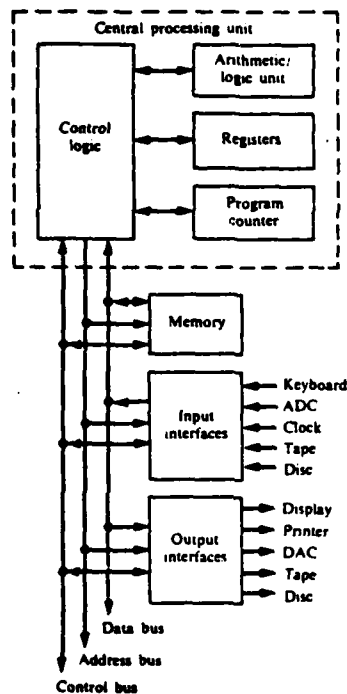 Central processing unit
Control
logic
Arithmetic/
logic unit
Registers
Program
counter
Memory
Input
interfaces
Keyboard
ADC
Clock
Tape
Disc
Output
interfaces
Display
Printer
DAC
Tape
Disc
Data bus
Address bus
Control bus